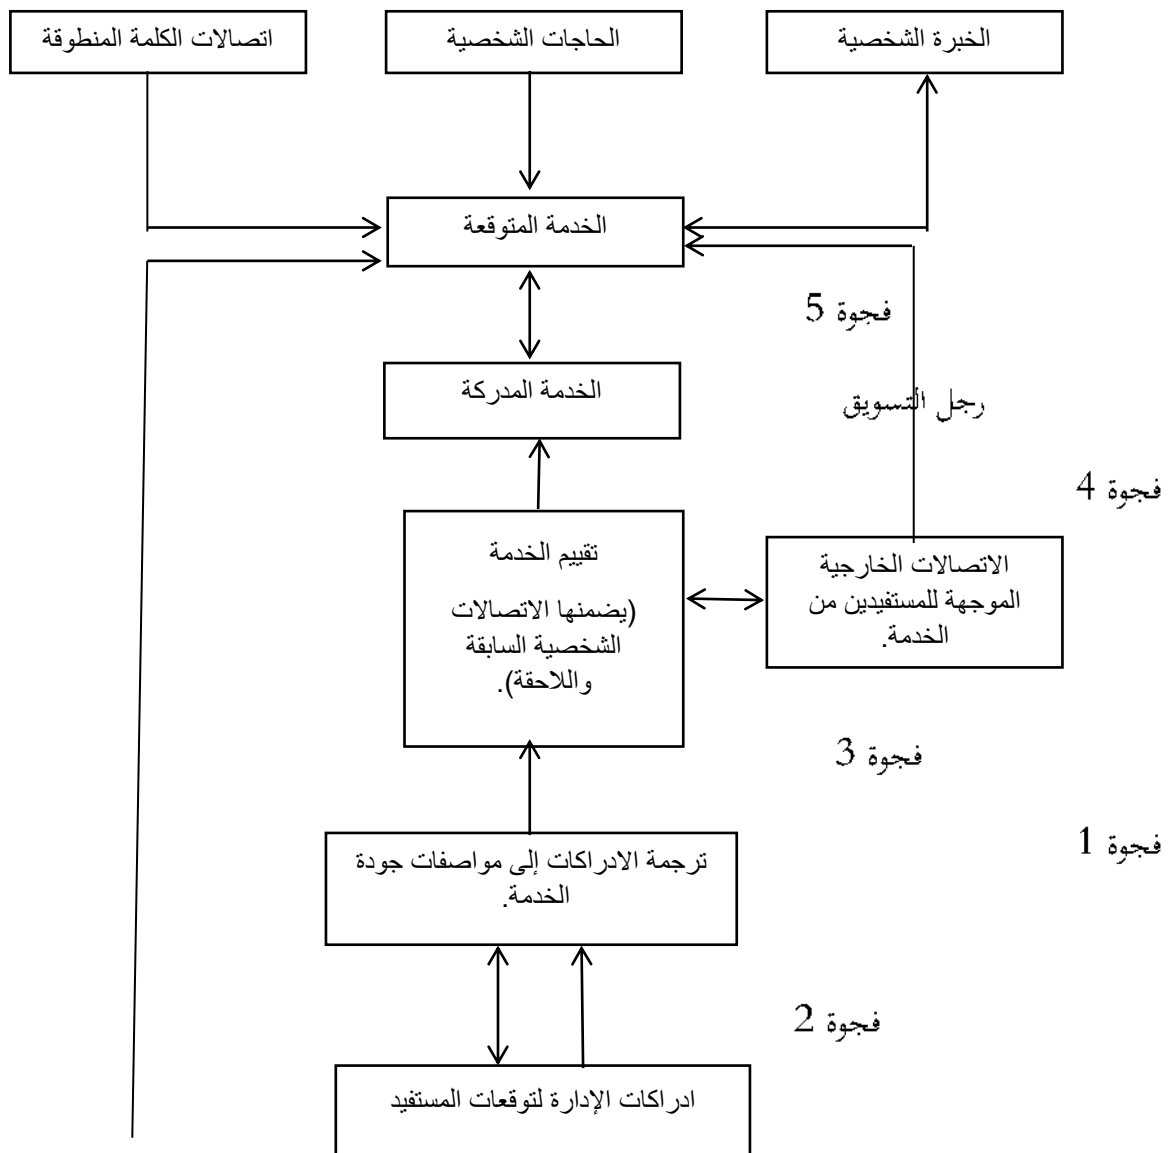 اتصالات الكلمة المنطوقة
الحاجات الشخصية
الخبرة الشخصية
الخدمة المتوقعة
فجوة 5
الخدمة المدركة
رجل التسويق
فجوة 4
تقييم الخدمة
(يضمنها الاتصالات
الشخصية السابقة
واللاحقة).
الاتصالات الخارجية
الموجهة للمستفيدين من
الخدمة.
فجوة 3
فجوة 1
ترجمة الادراكات إلى مواصفات جودة
الخدمة.
فجوة 2
ادراكات الإدارة لتوقعات المستفيد